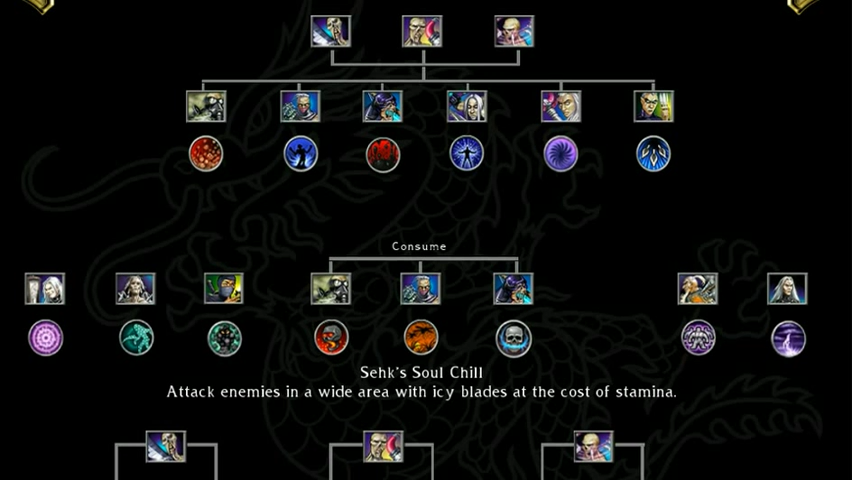 Consume
Sehk's Soul Chill
Attack enemies in a wide area with icy blades at the cost of stamina.